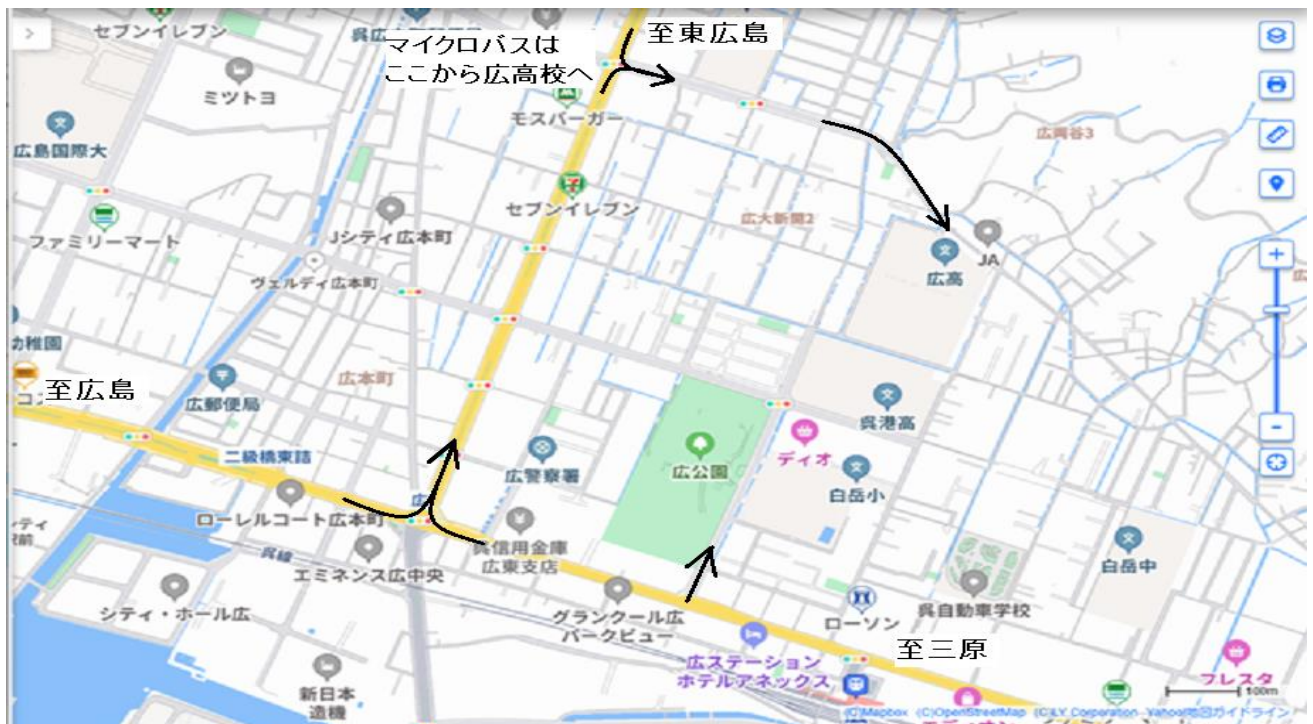 セブンイレブン
至東広島
マイクロバスは
ここから広高校へ
ミツトヨ
モスバーガー
広島国際大
広両谷3
セブンイレブン
広大新開2
ファミリーマート
Jシティ広本町
JA
広高
ヴェルディ広本町
幼稚園
至広島
広本町
広郵便局
呉港高
ディオ
二級橋東詰
広警察署
広公園
白岳小
ローレルコート広本町
呉信用金庫
広東支店
呉線
エミネンス広中央
白岳中
シティ・ホール広
グランクール広
パークビュー
ローソン
呉自動車学校
至三原
広ステーション
ホテルアネックス
フレスタ
新日本
造機
100m